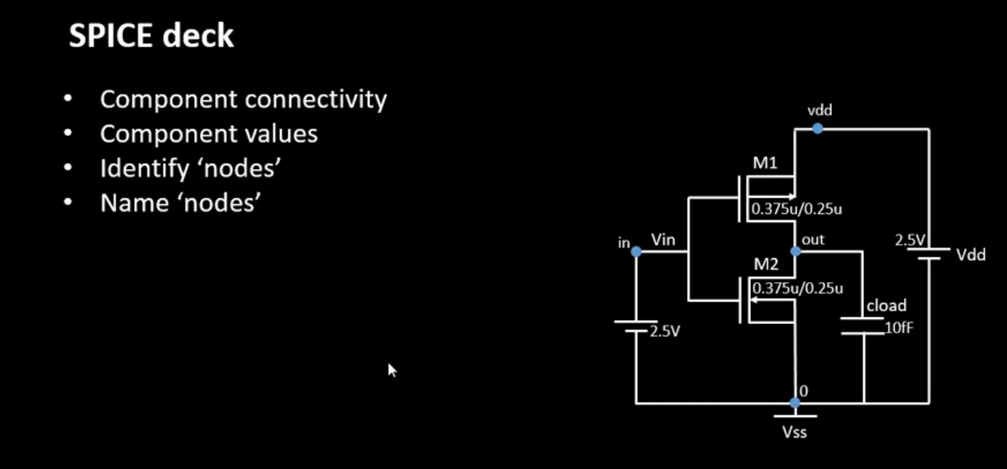 SPICE deck
• Component connectivity
• Component values
• Identify ‘nodes’
• Name ‘nodes’
vdd
M1
0.375u/0.25u
in
Vin
out
2.5V
Vdd
M2
0.375u/0.25u
cload
10fF
2.5V
0
Vss